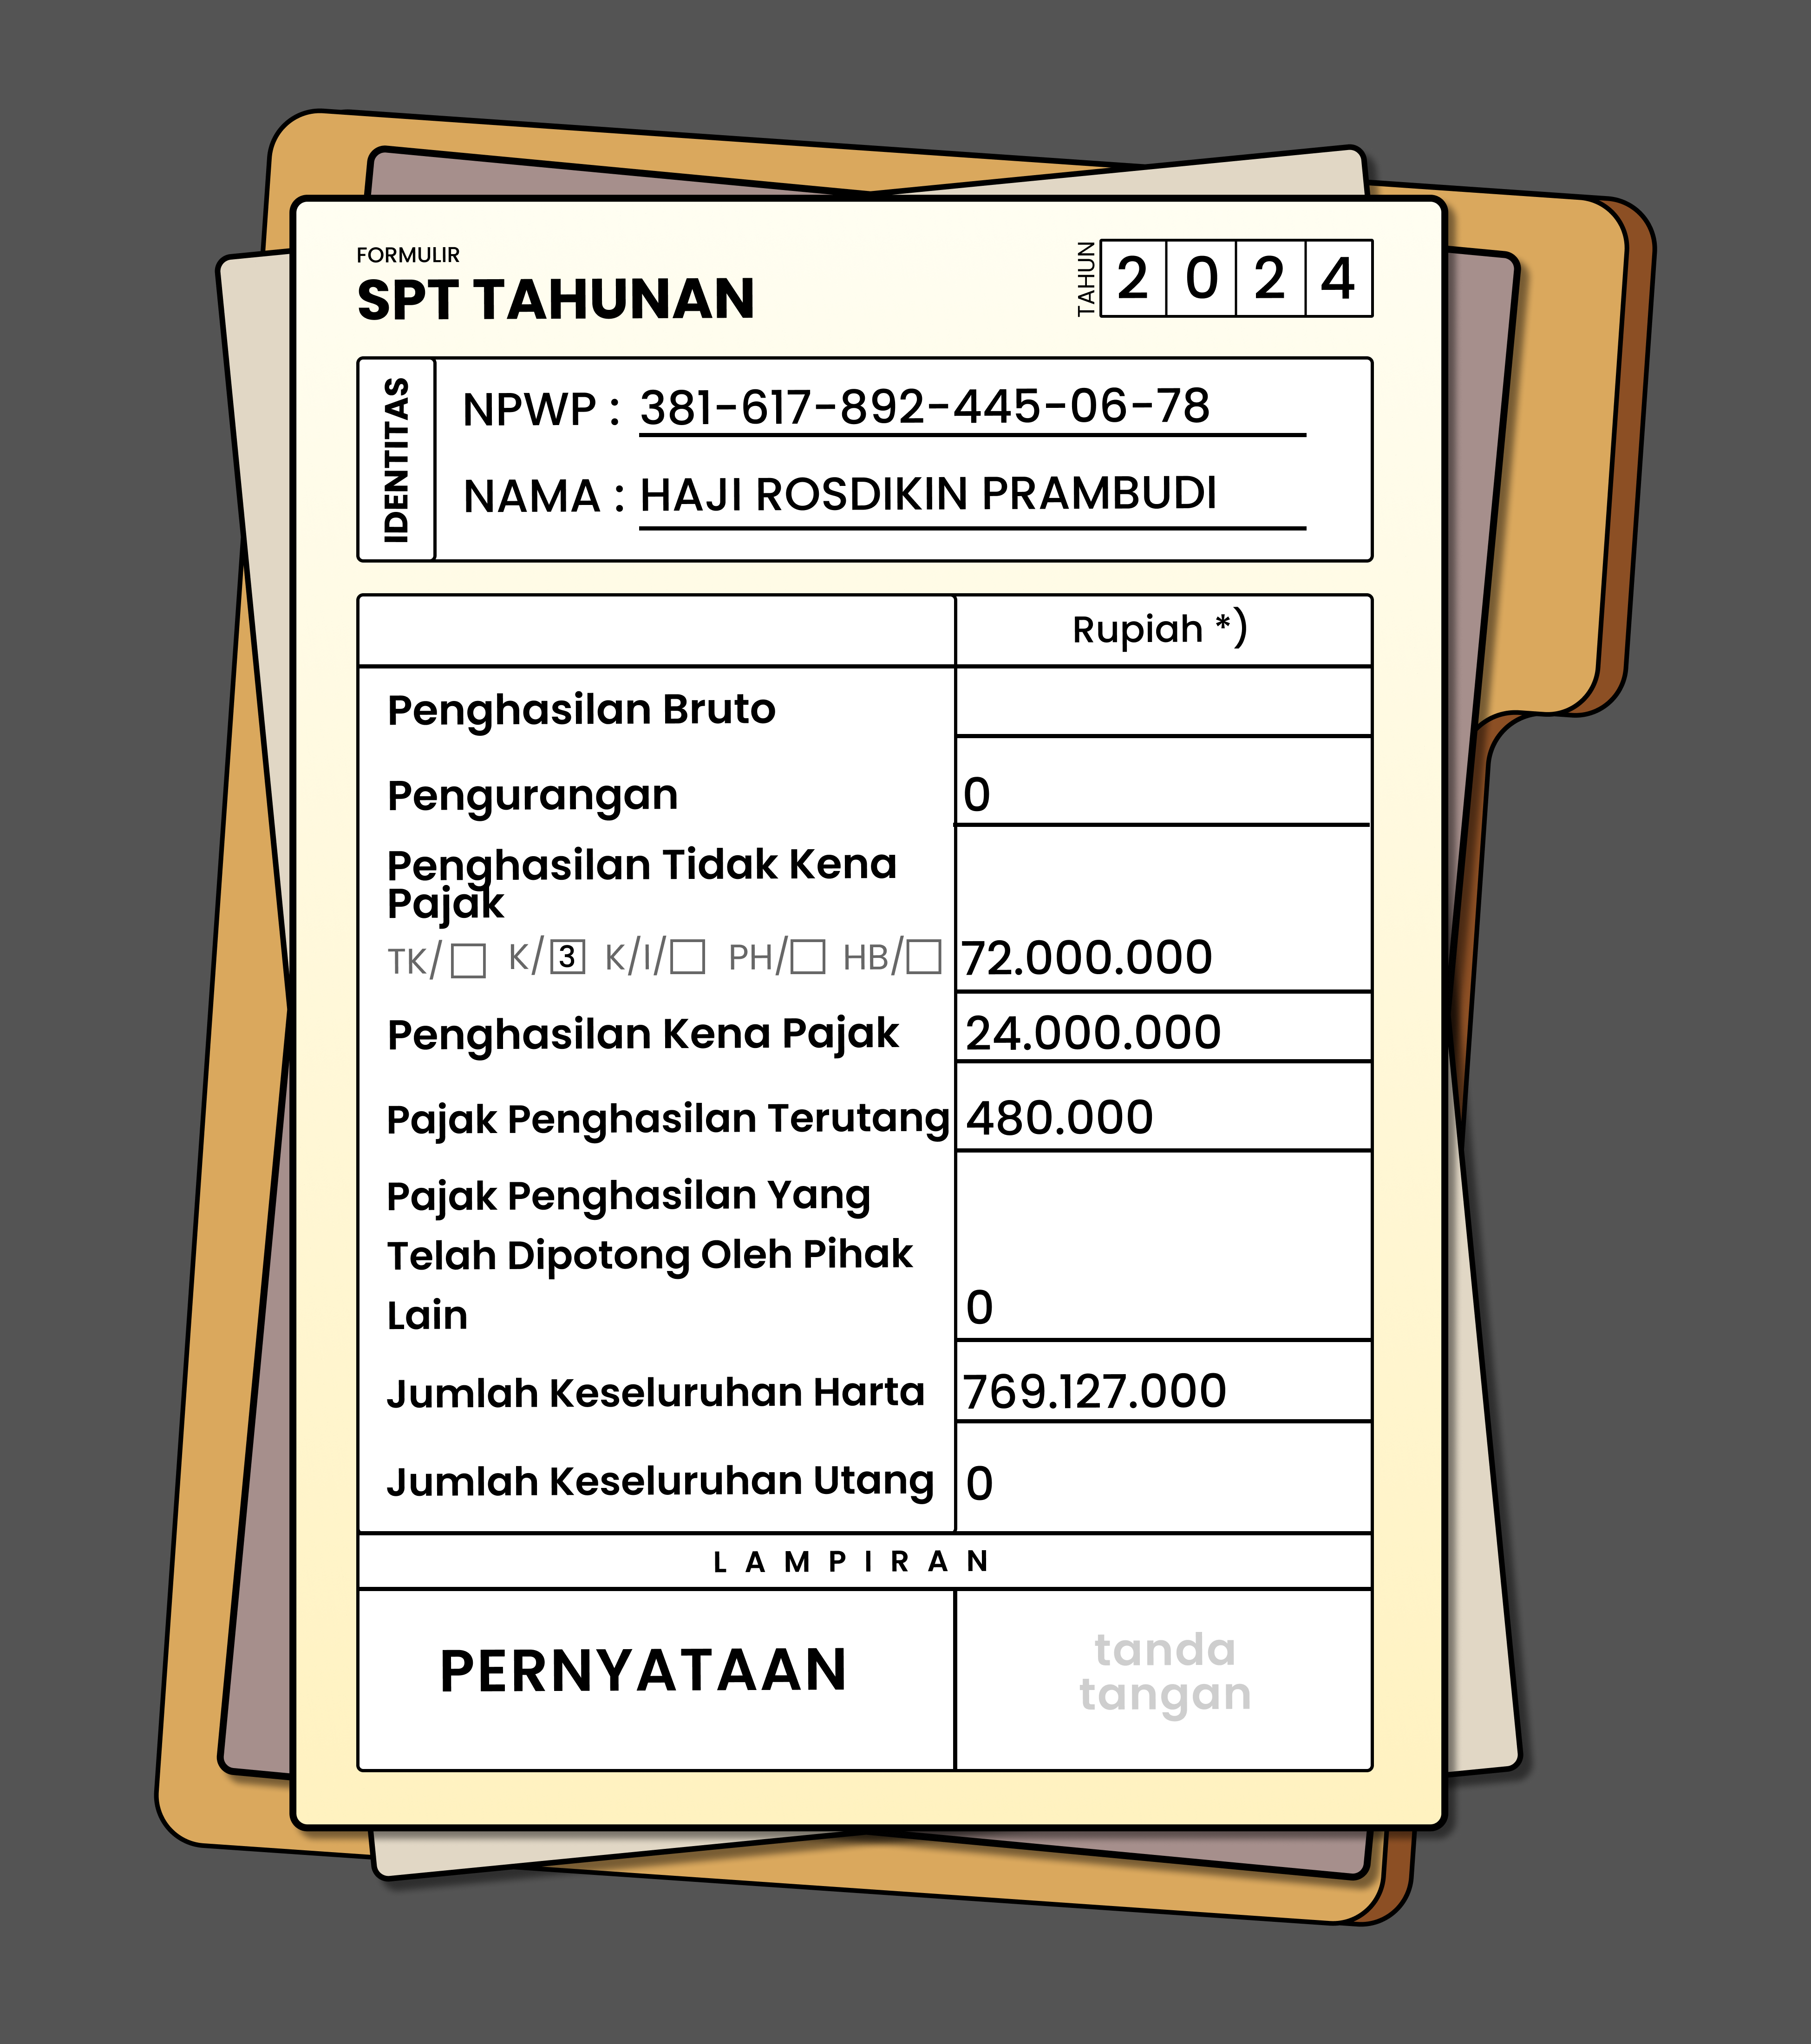 FORMULIR
SPT TAHUNAN
TAHUN
2 0 2 4
IDENTITAS
NPWP : 381-617-892-445-06-78
NAMA : HAJI ROSDIKIN PRAMBUDI
Rupiah *)
Penghasilan Bruto
Pengurangan 0
Penghasilan Tidak Kena
Pajak
TK/ K/ 3 K/I/ PH/ HB/ 72.000.000
Penghasilan Kena Pajak 24.000.000
Pajak Penghasilan Terutang 480.000
Pajak Penghasilan Yang
Telah Dipotong Oleh Pihak
Lain 0
Jumlah Keseluruhan Harta 769.127.000
Jumlah Keseluruhan Utang 0
LAMPIRAN
PERNYATAAN
tanda
tangan